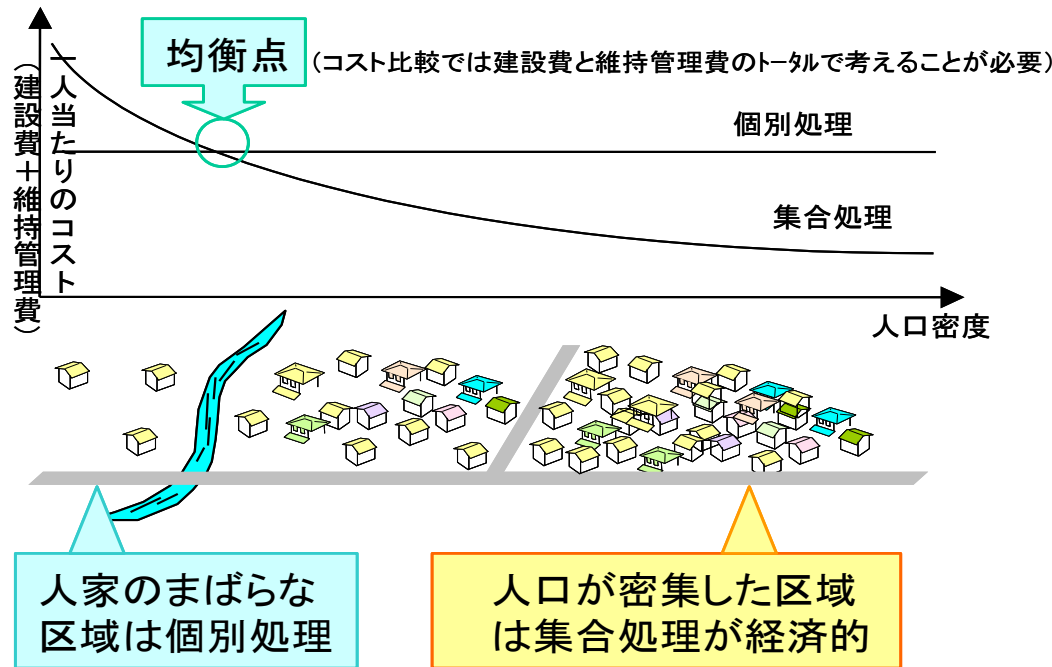 均衡点
(コスト比較では建設費と維持管理費のトータルで考えることが必要)
一人当たりのコスト
(建設費＋維持管理費)
個別処理
集合処理
人口密度
人家のまばらな
区域は個別処理
人口が密集した区域
は集合処理が経済的